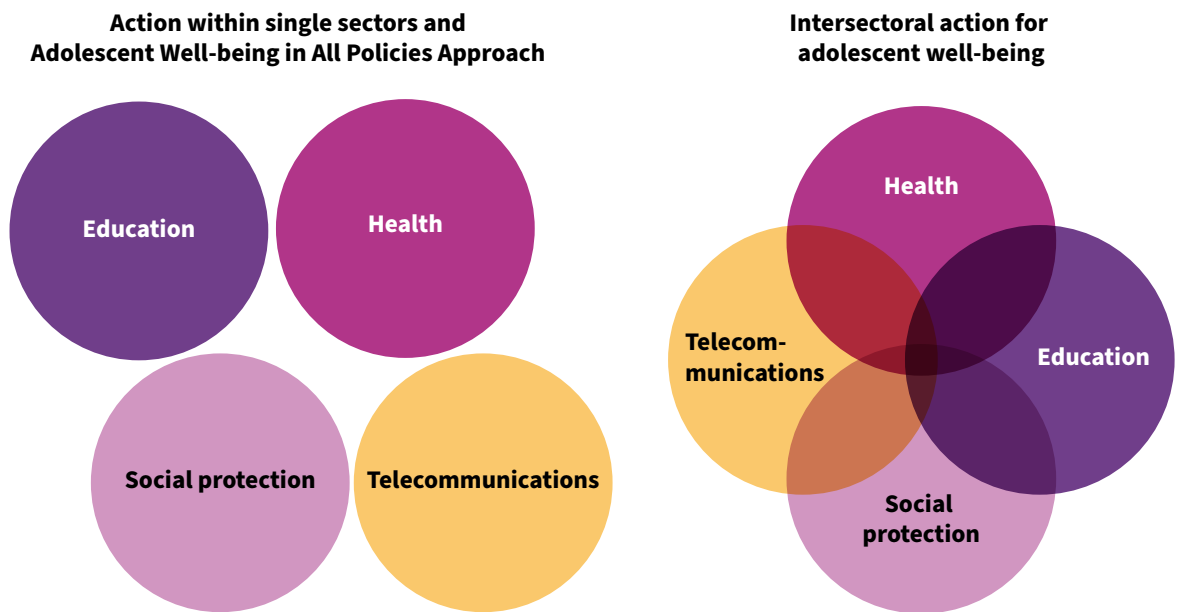 Action within single sectors and
Adolescent Well-being in All Policies Approach
Education
Health
Social protection
Telecommunications
Intersectoral action for
adolescent well-being
Health
Telecom-
munications
Education
Social
protection